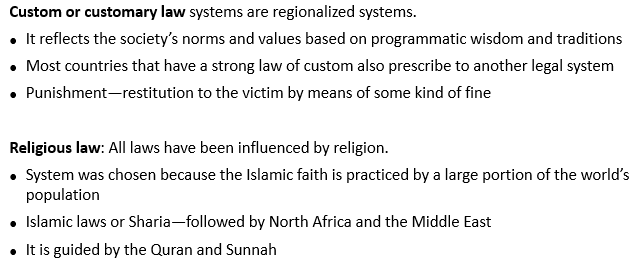 Custom or customary law systems are regionalized systems.
• It reflects the society's norms and values based on programmatic wisdom and traditions
• Most countries that have a strong law of custom also prescribe to another legal system
• Punishment—restitution to the victim by means of some kind of fine
Religious law: All laws have been influenced by religion.
• System was chosen because the Islamic faith is practiced by a large portion of the world's
population
• Islamic laws or Sharia—followed by North Africa and the Middle East
• It is guided by the Quran and Sunnah